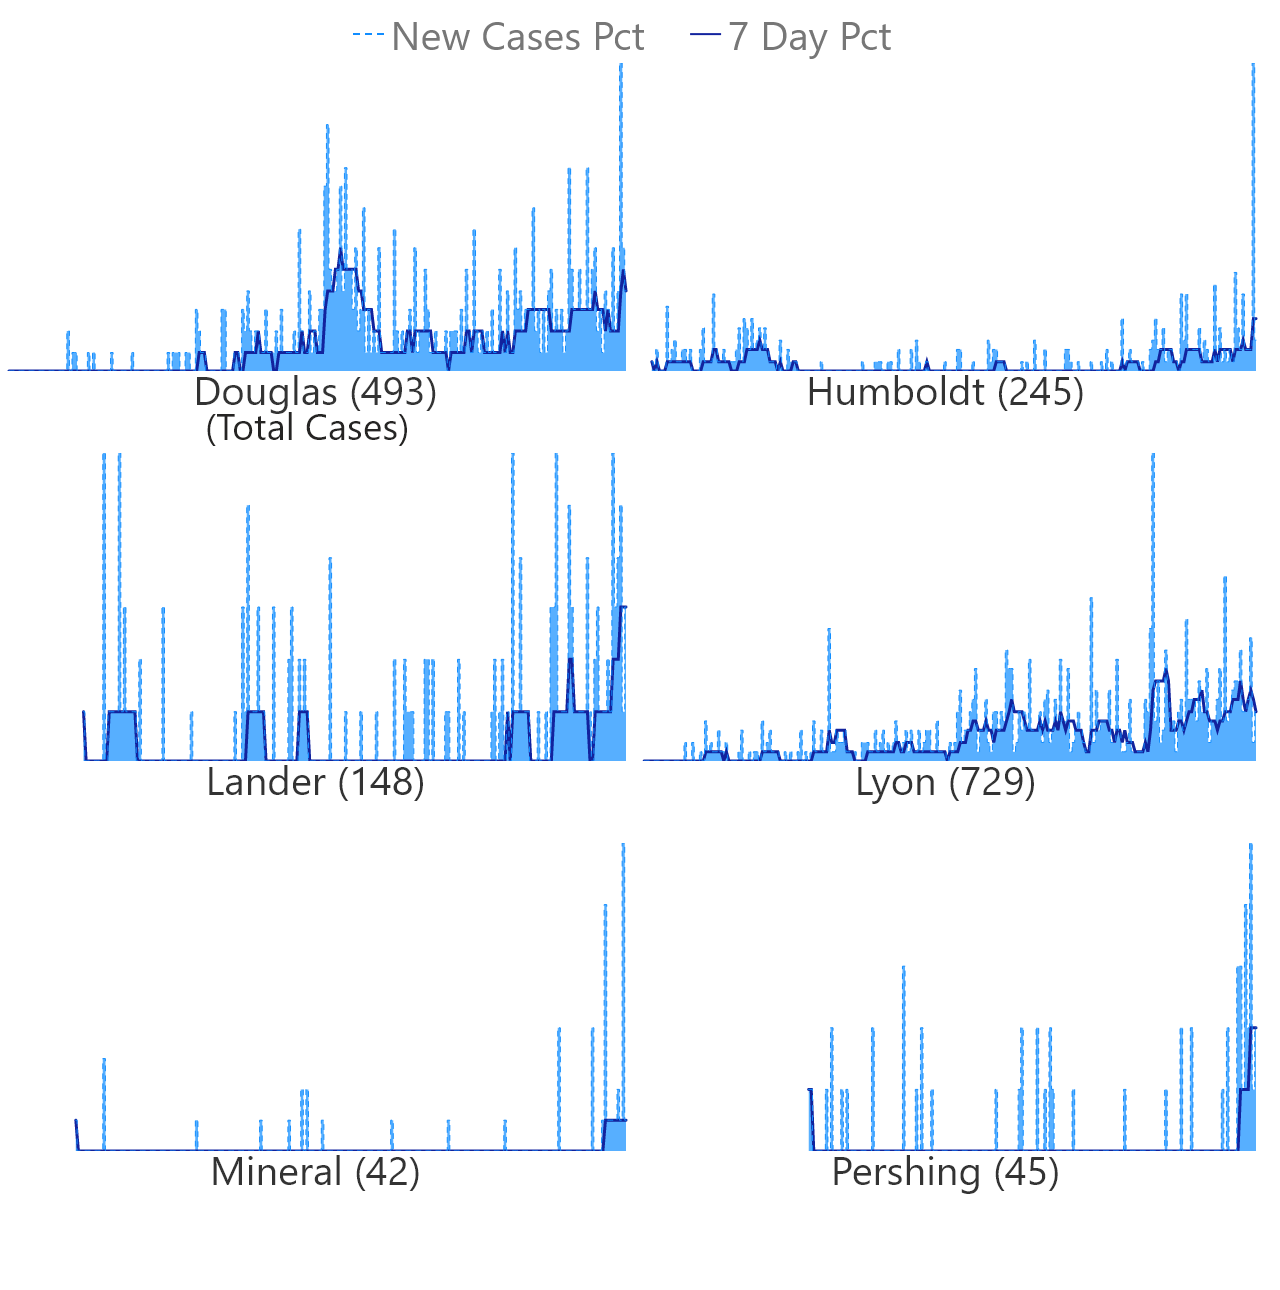 New Cases Pct 7 Day Pct
Douglas (493) Humboldt (245)
(Total Cases)
Lander (148) Lyon (729)
Mineral (42) Pershing (45)